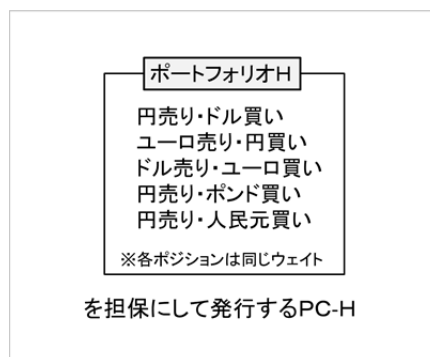 ポートフォリオH
円売り・ドル買い
ユーロ売り・円買い
ドル売り・ユーロ買い
円売り・ポンド買い
円売り・人民元買い
※各ポジションは同じウェイト
を担保にして発行するPC-H